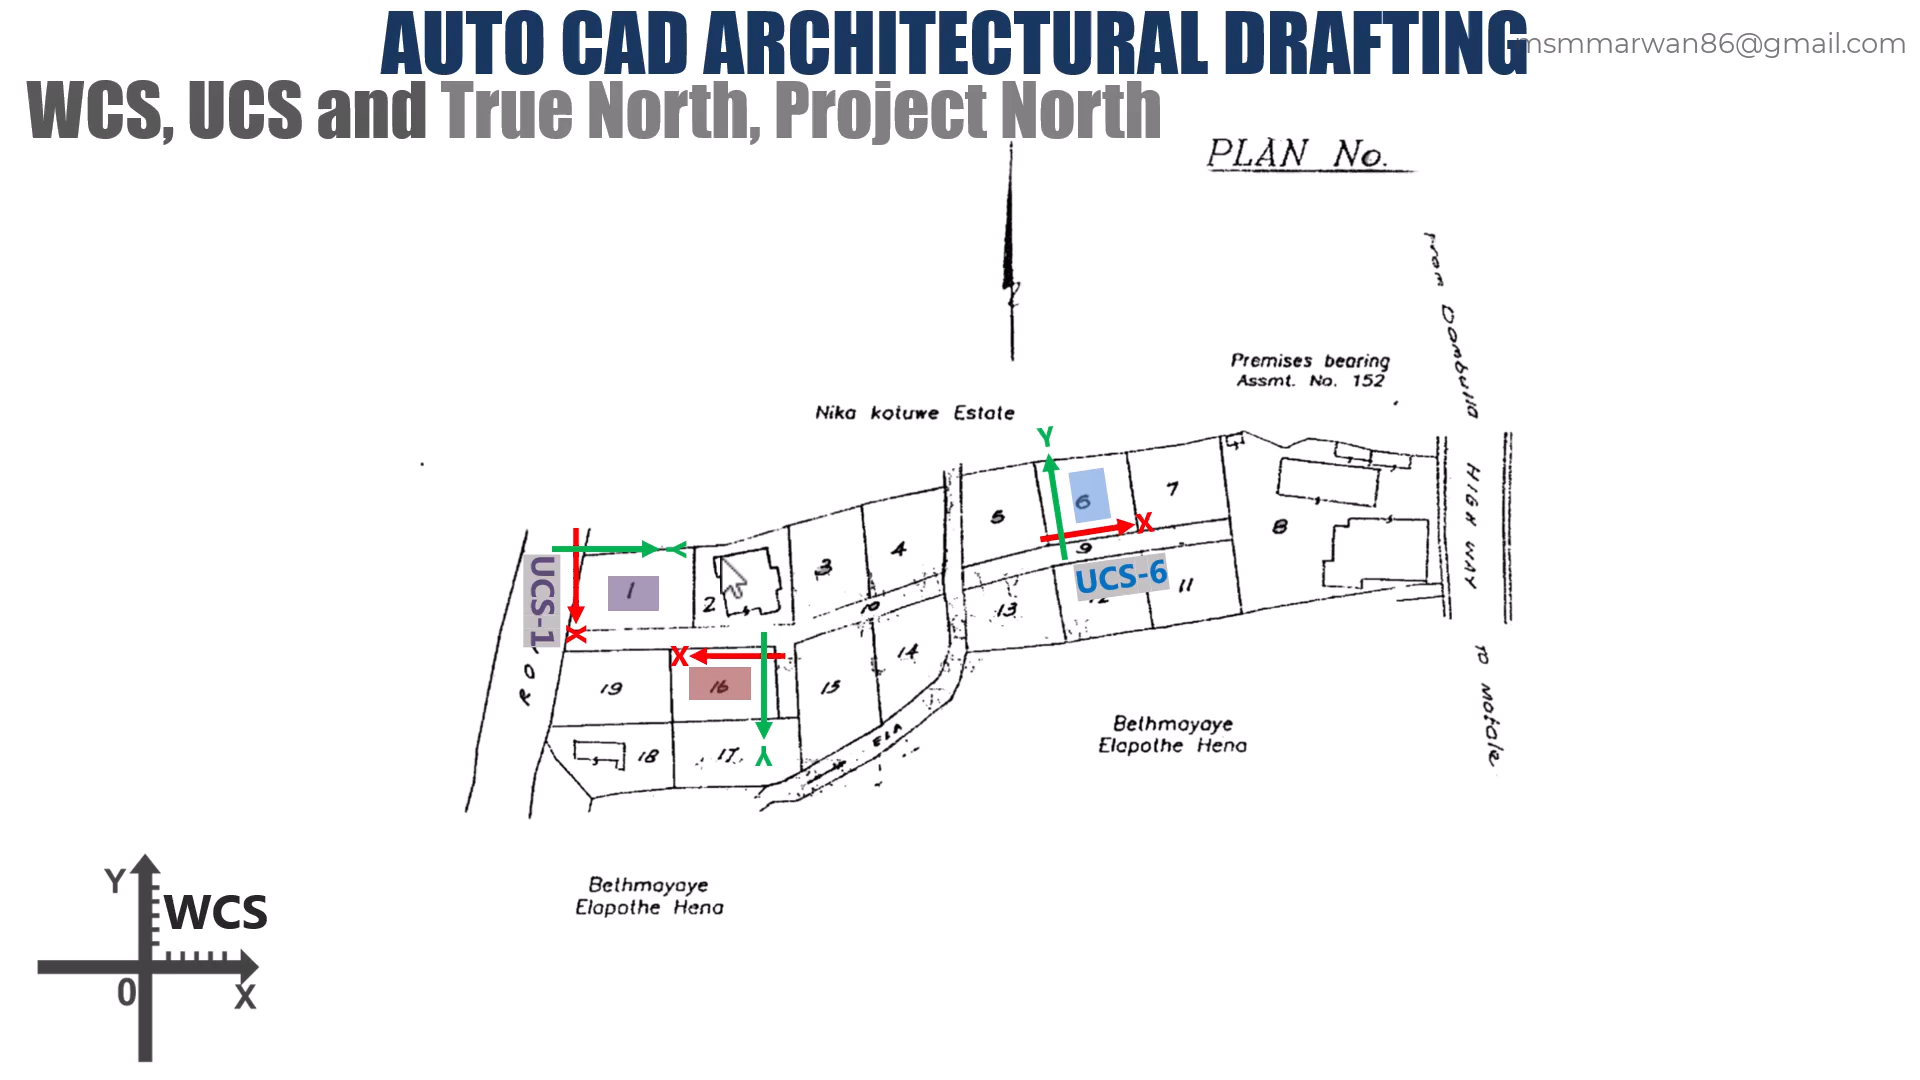 AUTO CAD ARCHITECTURAL DRAFTING
msmmarwan86@gmail.com
WCS, UCS and True North, Project North
PLAN No.
From Dambulla
Premises bearing
Assmt. No. 152
Nika kotuwe Estate
Y
X
UCS-6
HIGH WAY
TO Matale
UCS-1
Y
X
X
Y
1
2
3
4
5
6
7
8
9
10
11
13
14
15
16
17
18
19
ELA
Bethmayaye
Elapothe Hena
Bethmayaye
Elapothe Hena
Y
WCS
0
X